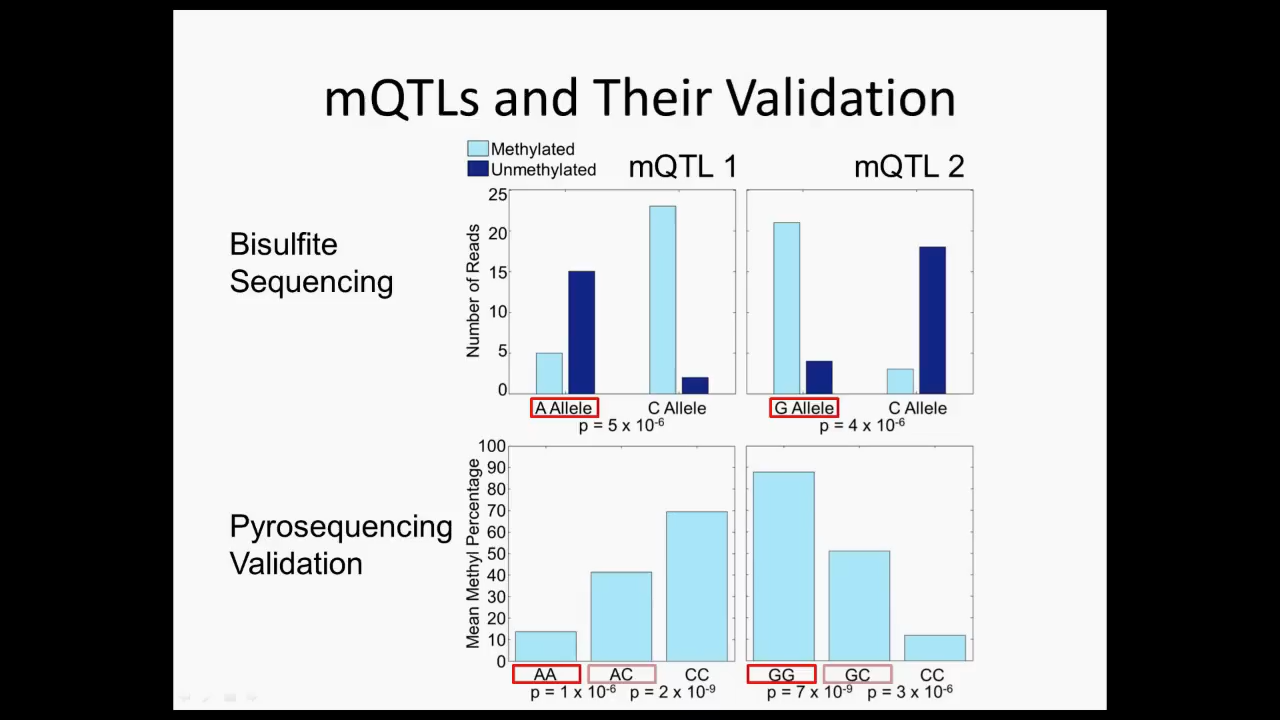 mQTLs and Their Validation
Methylated
Unmethylated
mQTL 1
mQTL 2
Bisulfite
Sequencing
Number of Reads
25
20
15
10
5
0
A Allele
C Allele
G Allele
C Allele
p = 5 x 10⁻⁶
p = 4 x 10⁻⁶
Pyrosequencing
Validation
Mean Methyl Percentage
100
90
80
70
60
50
40
30
20
10
0
AA
AC
CC
GG
GC
CC
p = 1 x 10⁻⁶
p = 2 x 10⁻⁹
p = 7 x 10⁻⁹
p = 3 x 10⁻⁶